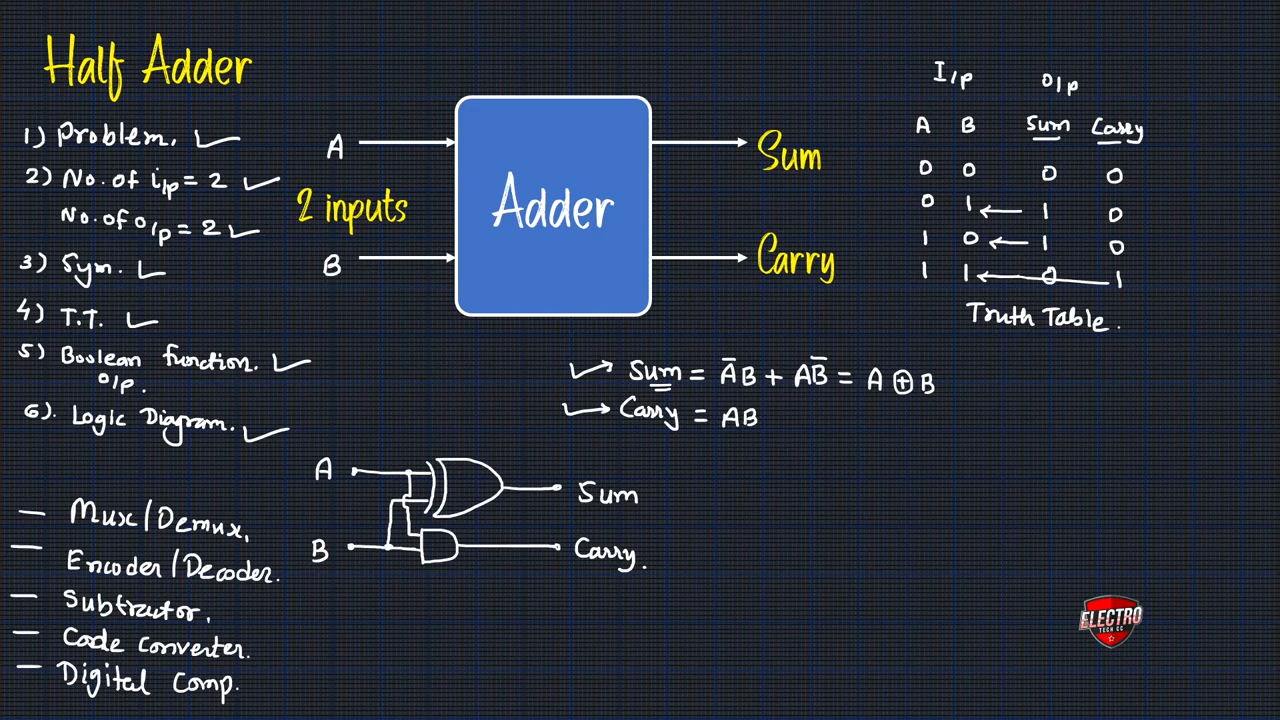 Half Adder
1) Problem.
2) No. of i/p = 2
No. of o/p = 2
3) Sym.
4) T.T.
5) Boolean function.
o/p.
6). Logic Diagram.
— Mux/Demux.
— Encoder/Decoder.
— Subtractor.
— Code Converter.
— Digital Comp.
A
2 inputs
B
Adder
Sum
Carry
I/p O/p
A B Sum Carry
0 0 0 0
0 1 ← 1 0
1 0 ← 1 0
1 1 ← 0 1
Truth Table.
Sum = A̅B + AB̅ = A ⊕ B
Carry = AB
A Sum
B Carry.
ELECTRO
TECH CC